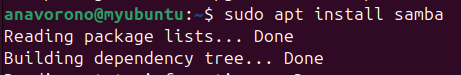 anavorono@myubuntu:~$ sudo apt install samba
Reading package lists... Done
Building dependency tree... Done